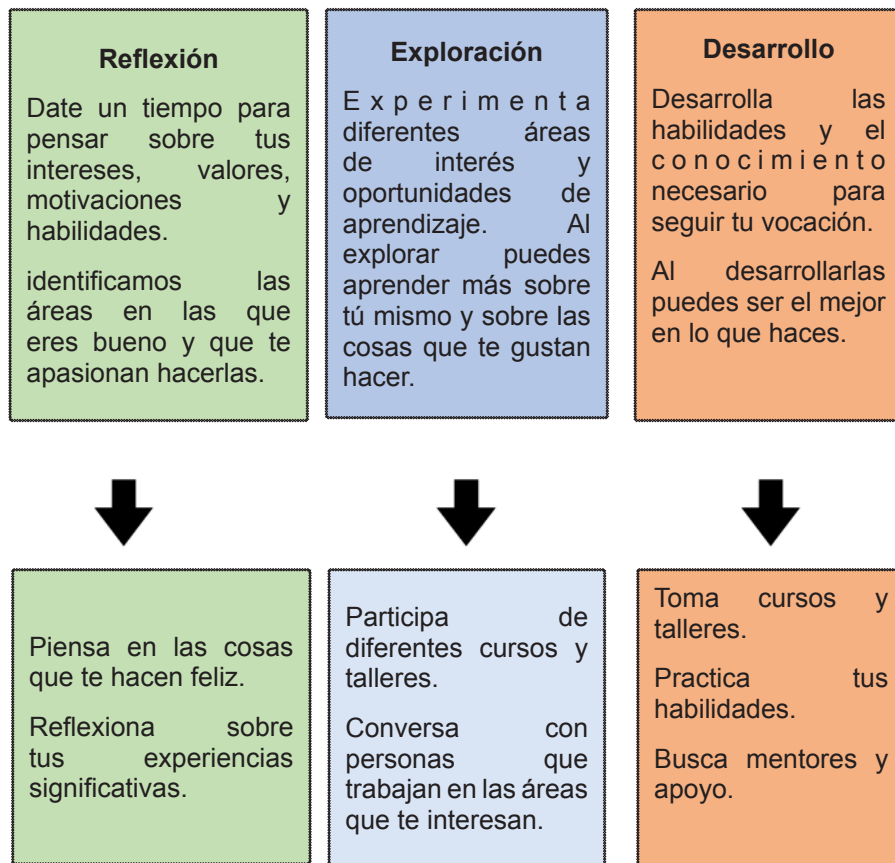 Reflexión
Date un tiempo para
pensar sobre tus
intereses, valores,
motivaciones y
habilidades.
identificamos las
áreas en las que
eres bueno y que te
apasionan hacerlas.
Exploración
Experimenta
diferentes áreas
de interés y
oportunidades de
aprendizaje. Al
explorar puedes
aprender más sobre
tú mismo y sobre las
cosas que te gustan
hacer.
Desarrollo
Desarrolla las
habilidades y el
conocimiento
necesario para
seguir tu vocación.
Al desarrollarlas
puedes ser el mejor
en lo que haces.
Piensa en las cosas
que te hacen feliz.
Reflexiona sobre
tus experiencias
significativas.
Participa de
diferentes cursos y
talleres.
Conversa con
personas que
trabajan en las áreas
que te interesan.
Toma cursos y
talleres.
Practica tus
habilidades.
Busca mentores y
apoyo.